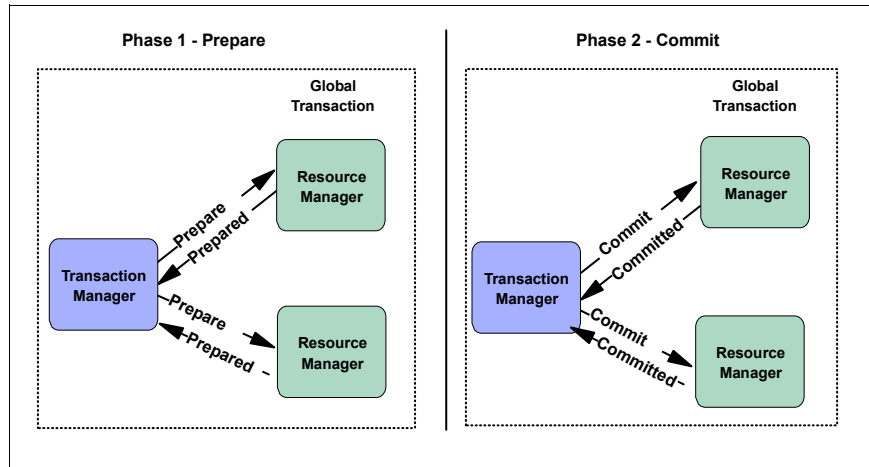 Phase 1 - Prepare
Global
Transaction
Resource
Manager
Prepare
Prepared
Transaction
Manager
Prepare
Prepared
Resource
Manager
Phase 2 - Commit
Global
Transaction
Resource
Manager
Commit
Committed
Transaction
Manager
Commit
Committed
Resource
Manager